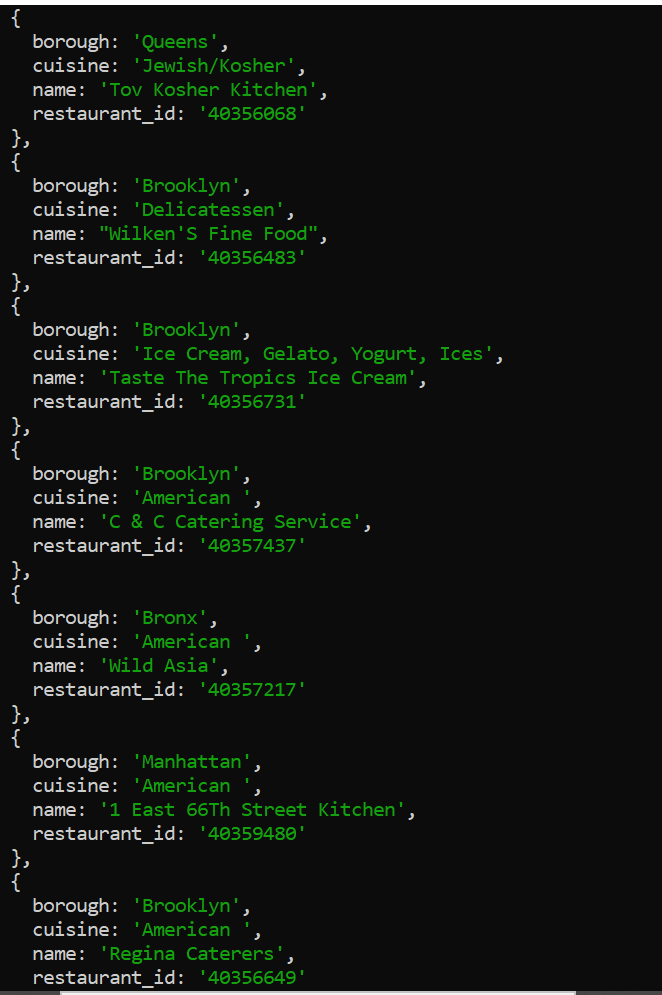 {
  borough: 'Queens',
  cuisine: 'Jewish/Kosher',
  name: 'Tov Kosher Kitchen',
  restaurant_id: '40356068'
},
{
  borough: 'Brooklyn',
  cuisine: 'Delicatessen',
  name: "Wilken'S Fine Food",
  restaurant_id: '40356483'
},
{
  borough: 'Brooklyn',
  cuisine: 'Ice Cream, Gelato, Yogurt, Ices',
  name: 'Taste The Tropics Ice Cream',
  restaurant_id: '40356731'
},
{
  borough: 'Brooklyn',
  cuisine: 'American ',
  name: 'C & C Catering Service',
  restaurant_id: '40357437'
},
{
  borough: 'Bronx',
  cuisine: 'American ',
  name: 'Wild Asia',
  restaurant_id: '40357217'
},
{
  borough: 'Manhattan',
  cuisine: 'American ',
  name: '1 East 66Th Street Kitchen',
  restaurant_id: '40359480'
},
{
  borough: 'Brooklyn',
  cuisine: 'American ',
  name: 'Regina Caterers',
  restaurant_id: '40356649'